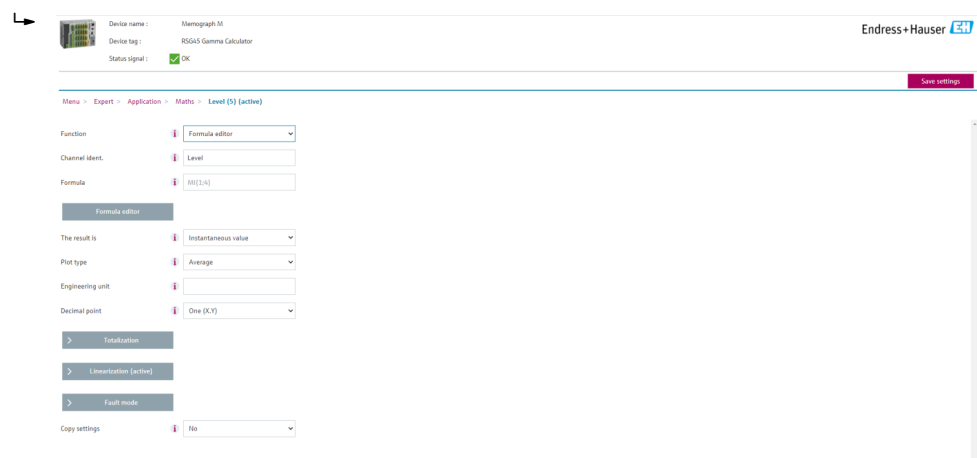 Device name : Memograph M
Endress+Hauser EH
Device tag : RSG45 Gamma Calculator
Status signal : OK
Save settings
Menu > Expert > Application > Maths > Level (5) (active)
Function i Formula editor
Channel ident. i Level
Formula i MI(1;4)
Formula editor
The result is i Instantaneous value
Plot type i Average
Engineering unit i
Decimal point i One (X.Y)
> Totalization
> Linearization (active)
> Fault mode
Copy settings i No